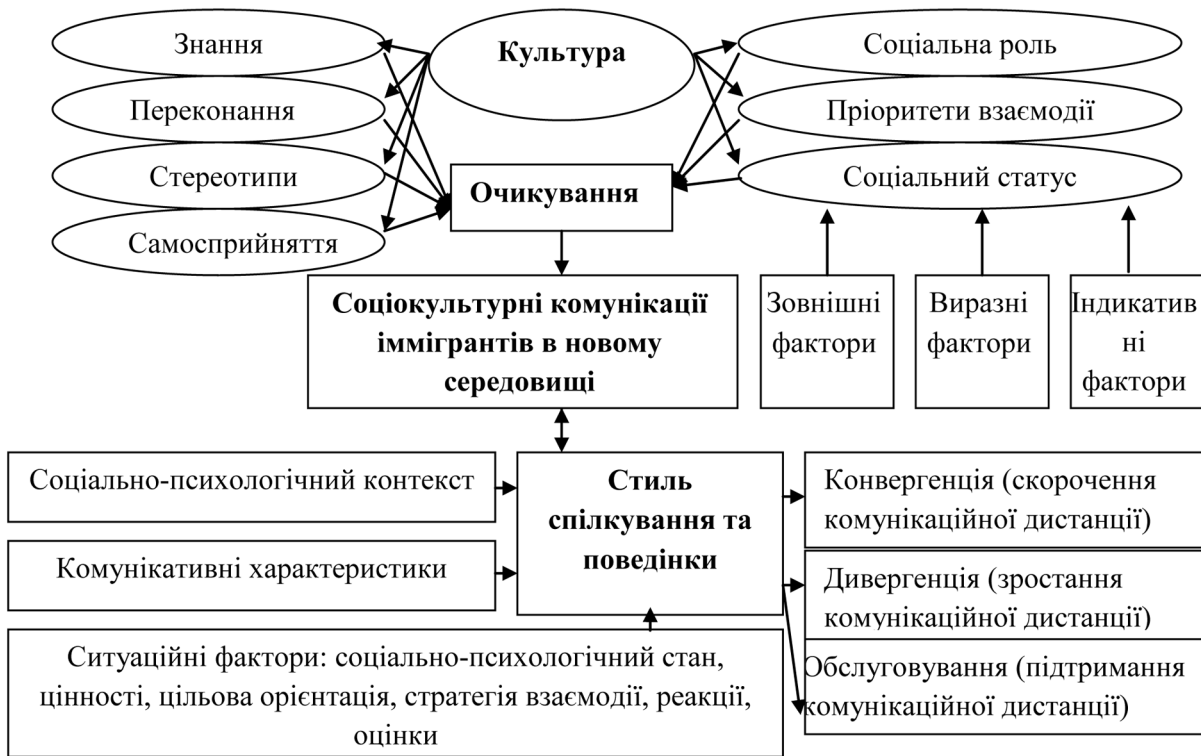 Знання
Культура
Соціальна роль
Переконання
Пріоритети взаємодії
Стереотипи
Очикування
Соціальний статус
Самосприйняття
Соціокультурні комунікації
іммігрантів в новому
середовищі
Зовнішні
фактори
Виразні
фактори
Індикатив
ні
фактори
Соціально-психологічний контекст
Стиль
спілкування та
поведінки
Конвергенція (скорочення
комунікаційної дистанції)
Комунікативні характеристики
Дивергенція (зростання
комунікаційної дистанції)
Ситуаційні фактори: соціально-психологічний стан,
цінності, цільова орієнтація, стратегія взаємодії, реакції,
оцінки
Обслуговування (підтримання
комунікаційної дистанції)